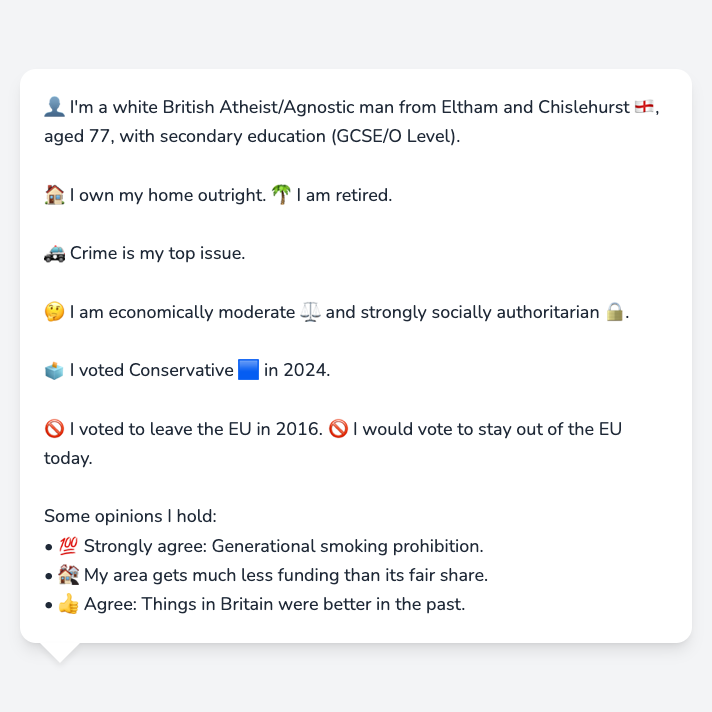 👤 I'm a white British Atheist/Agnostic man from Eltham and Chislehurst 🏴󠁧󠁢󠁥󠁮󠁧󠁿,
aged 77, with secondary education (GCSE/O Level).
🏠 I own my home outright. 🌴 I am retired.
🚓 Crime is my top issue.
🤔 I am economically moderate ⚖️ and strongly socially authoritarian 🔒.
🗳️ I voted Conservative 🟦 in 2024.
🚫 I voted to leave the EU in 2016. 🚫 I would vote to stay out of the EU
today.
Some opinions I hold:
• 💯 Strongly agree: Generational smoking prohibition.
• 🏚️ My area gets much less funding than its fair share.
• 👍 Agree: Things in Britain were better in the past.